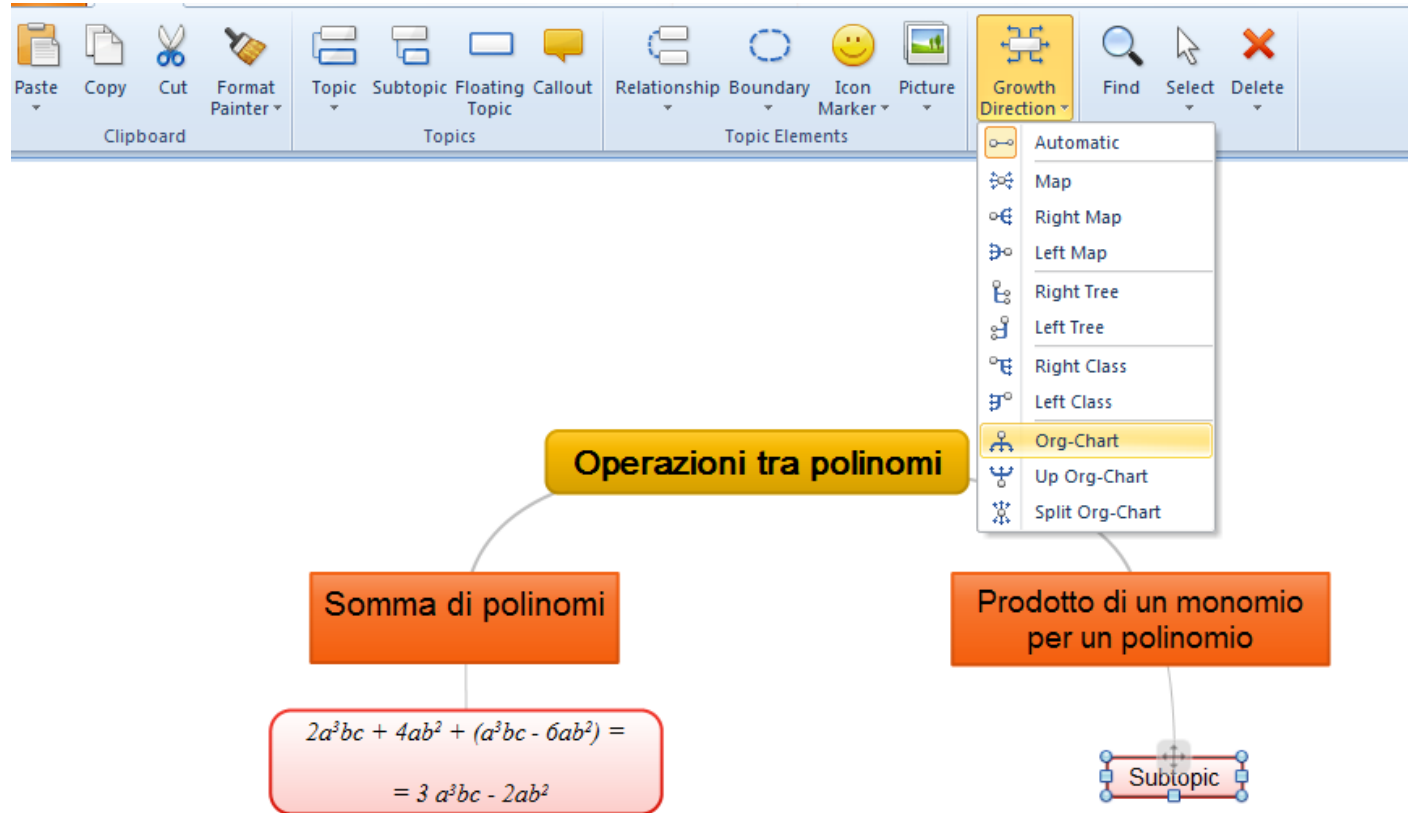 Paste Copy Cut Format Painter Topic Subtopic Floating Topic Callout Relationship Boundary Icon Marker Picture Growth Direction Find Select Delete
Clipboard Topics Topic Elements
Automatic
Map
Right Map
Left Map
Right Tree
Left Tree
Right Class
Left Class
Org-Chart
Up Org-Chart
Split Org-Chart
Operazioni tra polinomi
Somma di polinomi
Prodotto di un monomio
per un polinomio
2a³bc + 4ab² + (a³bc - 6ab²) =
= 3 a³bc - 2ab²
Subtopic